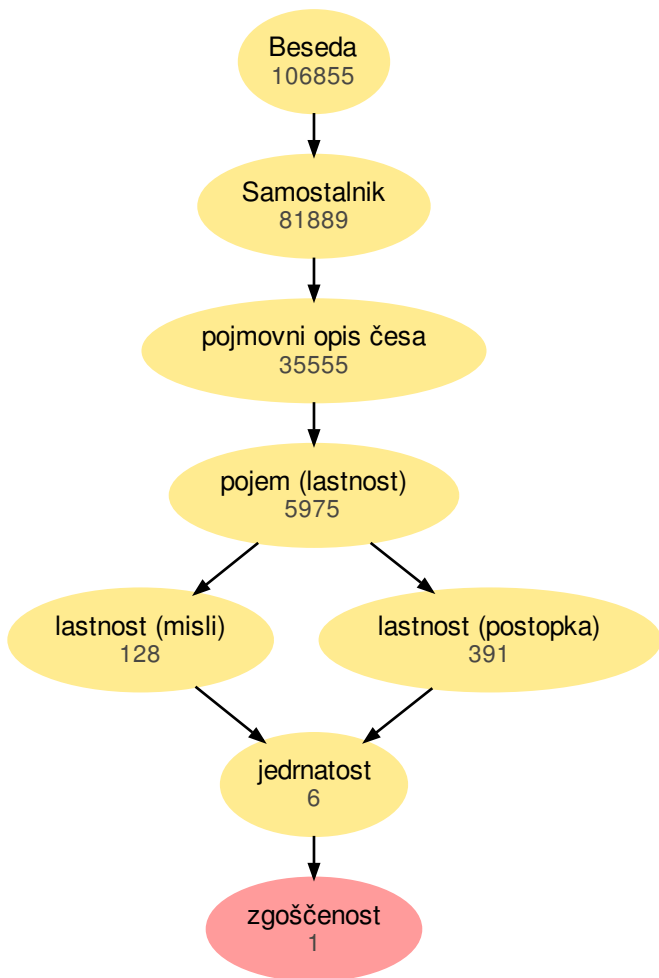 Beseda
106855
Samostalnik
81889
pojmovni opis česa
35555
pojem (lastnost)
5975
lastnost (misli)
128
lastnost (postopka)
391
jedrnatost
6
zgoščenost
1